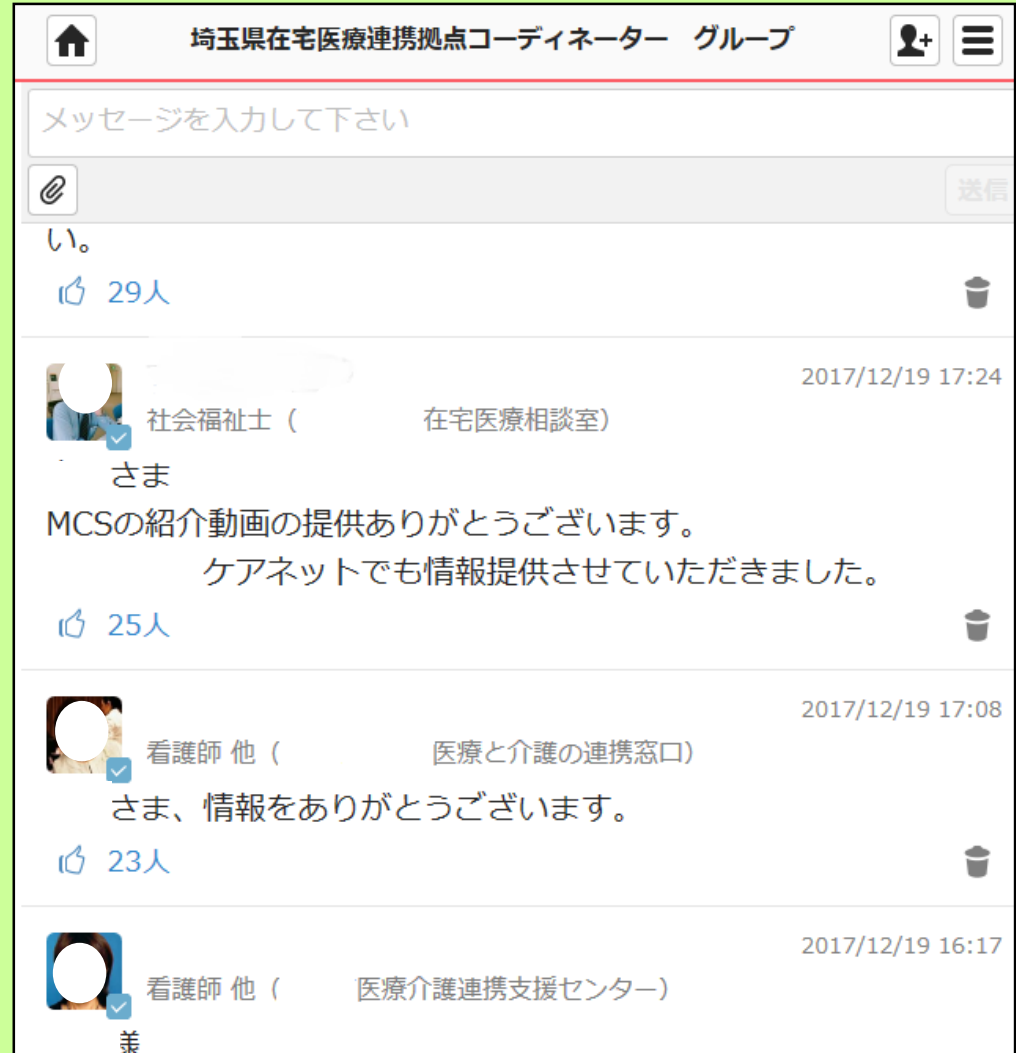 埼玉県在宅医療連携拠点コーディネーター　グループ
メッセージを入力して下さい
送信
い。
29人
2017/12/19 17:24
社会福祉士（　　　　　在宅医療相談室）
さま
MCSの紹介動画の提供ありがとうございます。
ケアネットでも情報提供させていただきました。
25人
2017/12/19 17:08
看護師 他（　　　　　　医療と介護の連携窓口）
さま、情報をありがとうございます。
23人
2017/12/19 16:17
看護師 他（　　　医療介護連携支援センター）